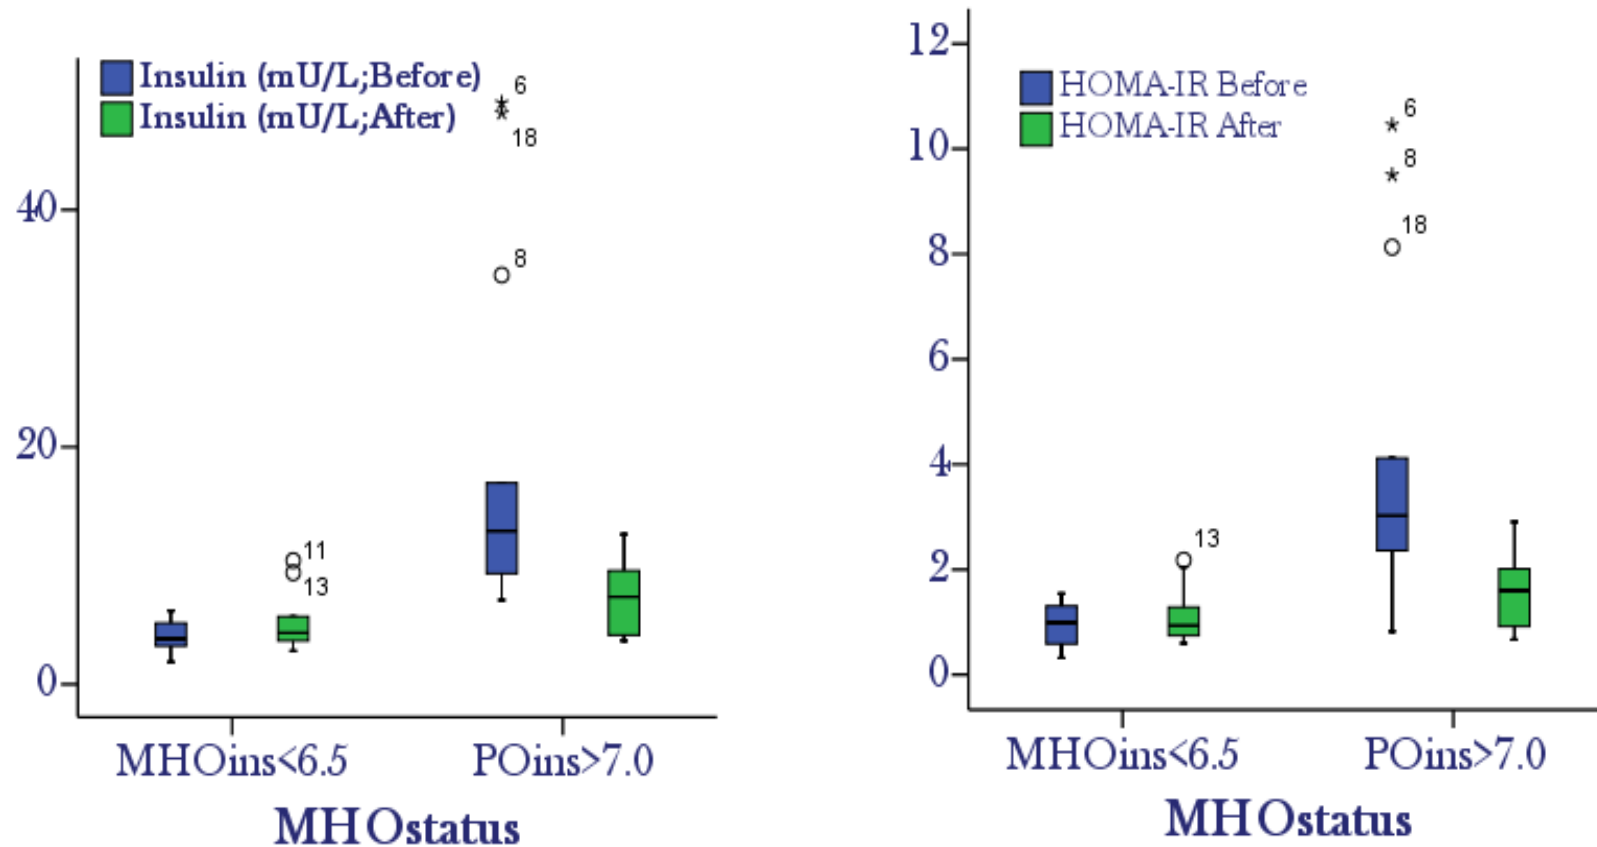 Insulin (mU/L;Before)
Insulin (mU/L;After)
6
18
40
8
20
11
13
0
MHOins<6.5 POins>7.0
MHOstatus
12
HOMA-IR Before
HOMA-IR After
6
10
8
18
8
6
4
13
2
0
MHOins<6.5 POins>7.0
MHOstatus